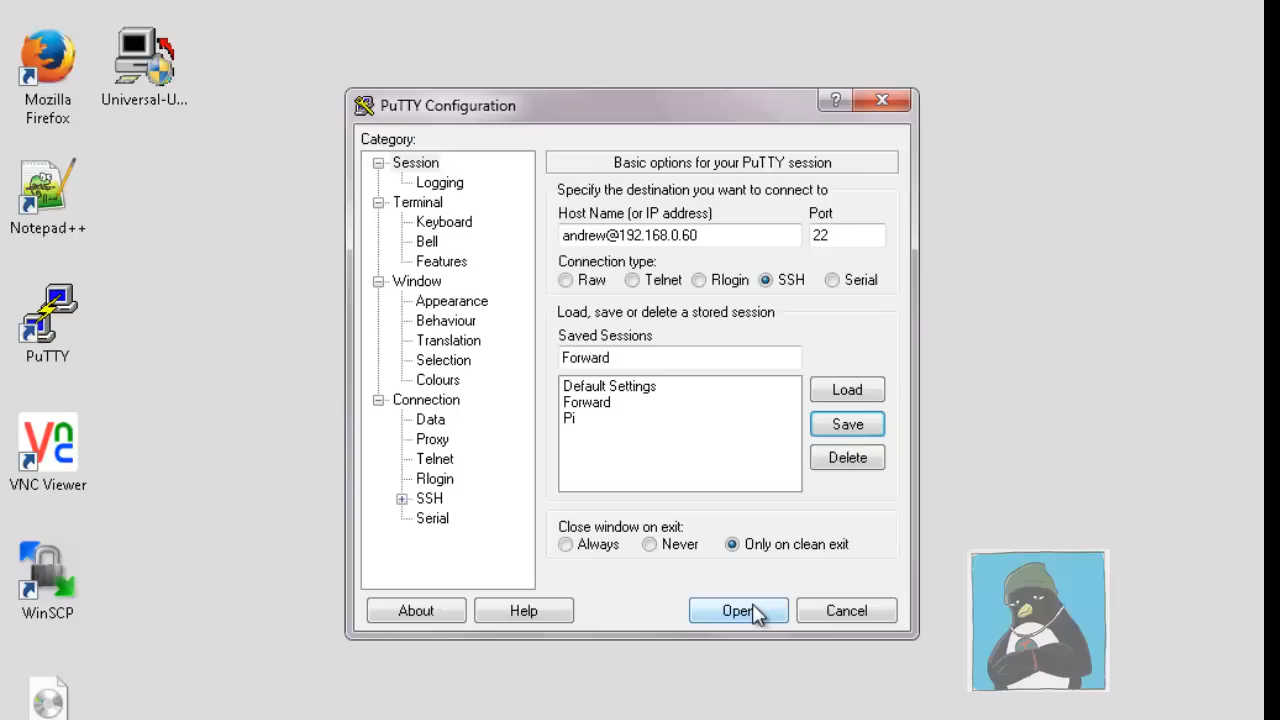 Mozilla
Firefox
Universal-U...
Notepad++
PuTTY
VNC Viewer
WinSCP
PuTTY Configuration
?
Category:
Session
Logging
Terminal
Keyboard
Bell
Features
Window
Appearance
Behaviour
Translation
Selection
Colours
Connection
Data
Proxy
Telnet
Rlogin
SSH
Serial
Basic options for your PuTTY session
Specify the destination you want to connect to
Host Name (or IP address) Port
andrew@192.168.0.60 22
Connection type:
Raw Telnet Rlogin SSH Serial
Load, save or delete a stored session
Saved Sessions
Forward
Default Settings
Forward
Pi
Load
Save
Delete
Close window on exit:
Always Never Only on clean exit
About Help Open Cancel